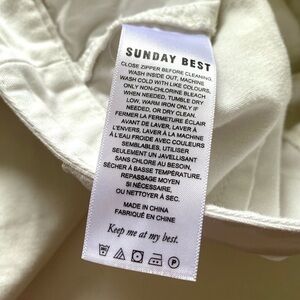 SUNDAY BEST
CLOSE ZIPPER BEFORE CLEANING.
WASH INSIDE OUT, MACHINE
WASH COLD WITH LIKE COLOURS,
ONLY NON-CHLORINE BLEACH
WHEN NEEDED, TUMBLE DRY
LOW, WARM IRON ONLY IF
NEEDED, OR DRY CLEAN.
FERMER LA FERMETURE ÉCLAIR
AVANT DE LAVER, LAVER À
L'ENVERS, LAVER À LA MACHINE
À L'EAU FROIDE AVEC COULEURS
SEMBLABLES, UTILISER
SEULEMENT UN JAVELLISANT
SANS CHLORE AU BESOIN,
SÉCHER À BASSE TEMPÉRATURE,
REPASSAGE MOYEN
SI NÉCESSAIRE,
OU NETTOYER À SEC.
MADE IN CHINA
FABRIQUÉ EN CHINE
Keep me at my best.